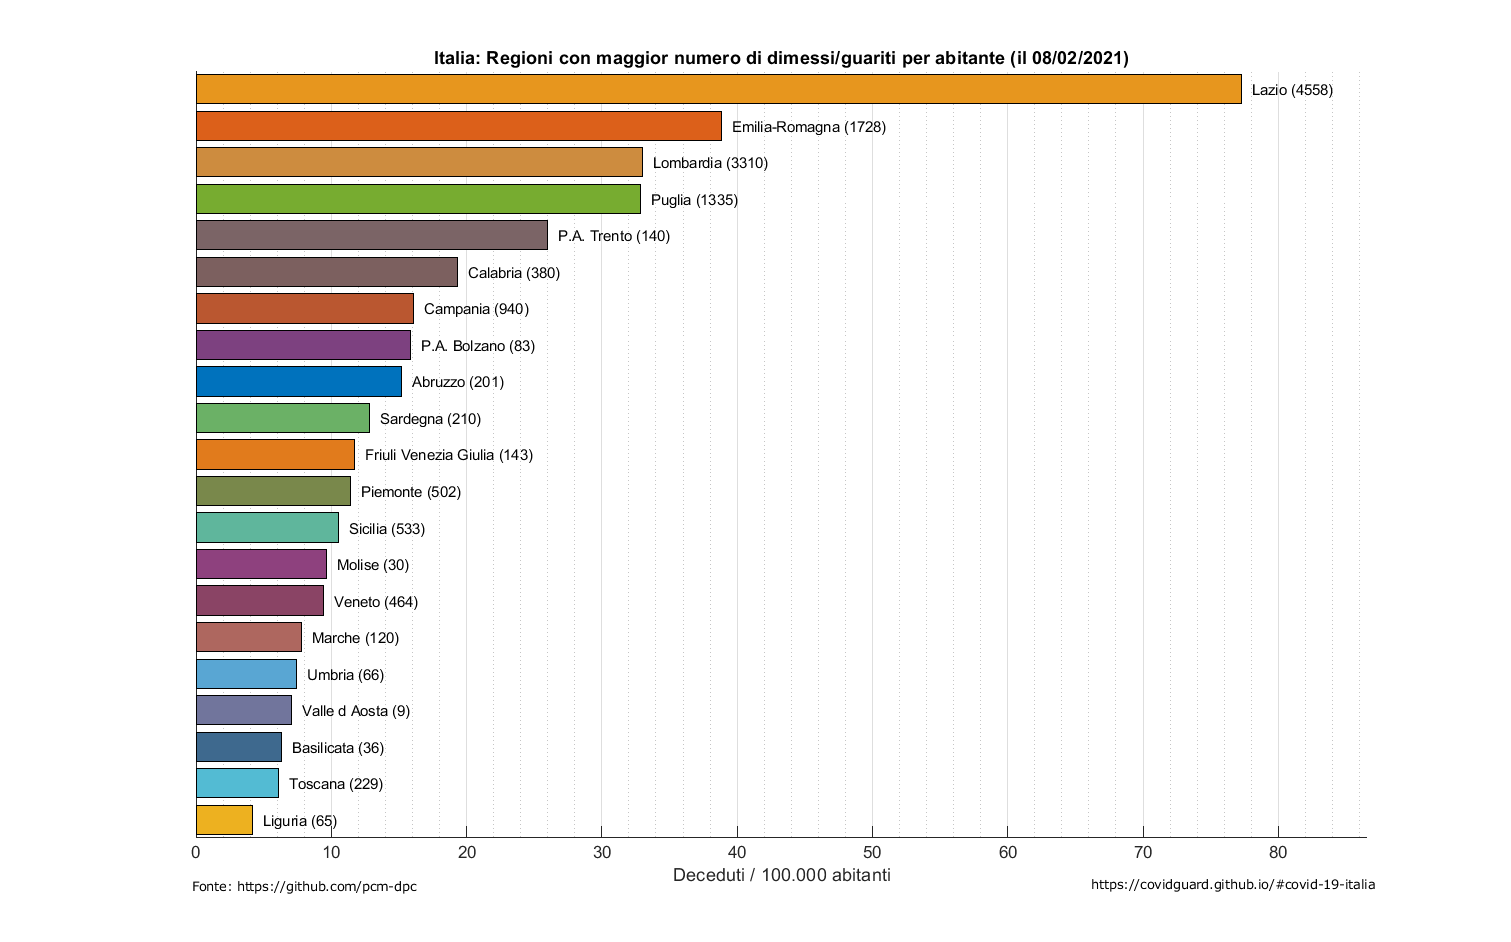 Italia: Regioni con maggior numero di dimessi/guariti per abitante (il 08/02/2021)
Lazio (4558)
Emilia-Romagna (1728)
Lombardia (3310)
Puglia (1335)
P.A. Trento (140)
Calabria (380)
Campania (940)
P.A. Bolzano (83)
Abruzzo (201)
Sardegna (210)
Friuli Venezia Giulia (143)
Piemonte (502)
Sicilia (533)
Molise (30)
Veneto (464)
Marche (120)
Umbria (66)
Valle d Aosta (9)
Basilicata (36)
Toscana (229)
Liguria (65)
0 10 20 30 40 50 60 70 80
Deceduti / 100.000 abitanti
Fonte: https://github.com/pcm-dpc
https://covidguard.github.io/#covid-19-italia